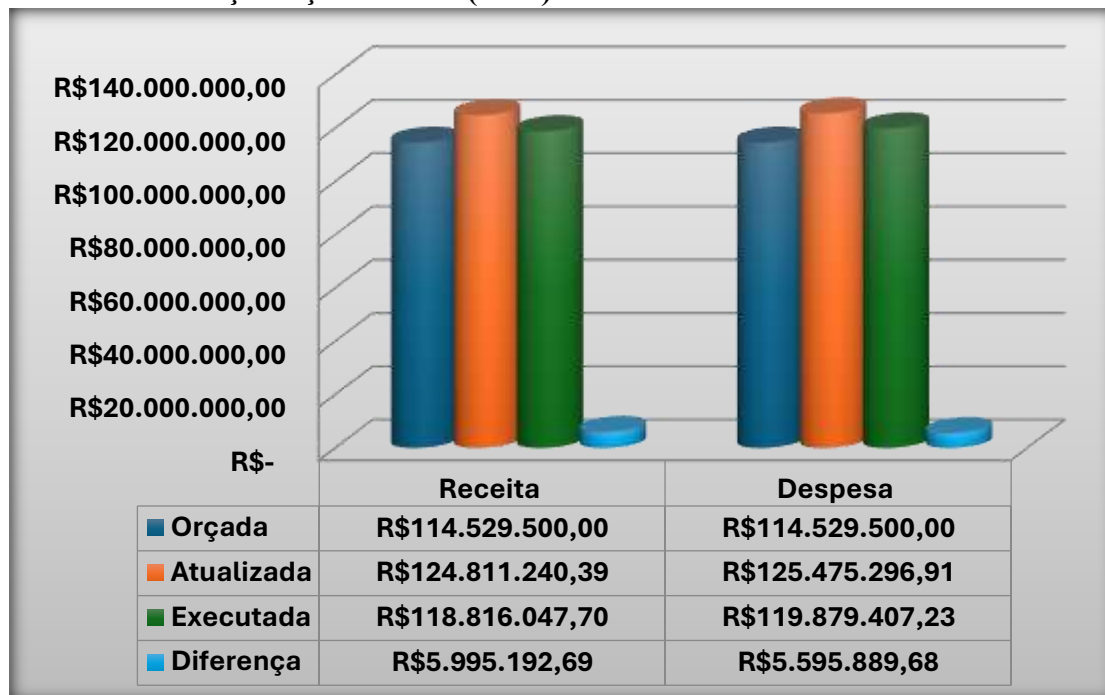 R$140.000.000,00
R$120.000.000,00
R$100.000.000,00
R$80.000.000,00
R$60.000.000,00
R$40.000.000,00
R$20.000.000,00
R$-
Receita Despesa
Orçada R$114.529.500,00 R$114.529.500,00
Atualizada R$124.811.240,39 R$125.475.296,91
Executada R$118.816.047,70 R$119.879.407,23
Diferença R$5.995.192,69 R$5.595.889,68